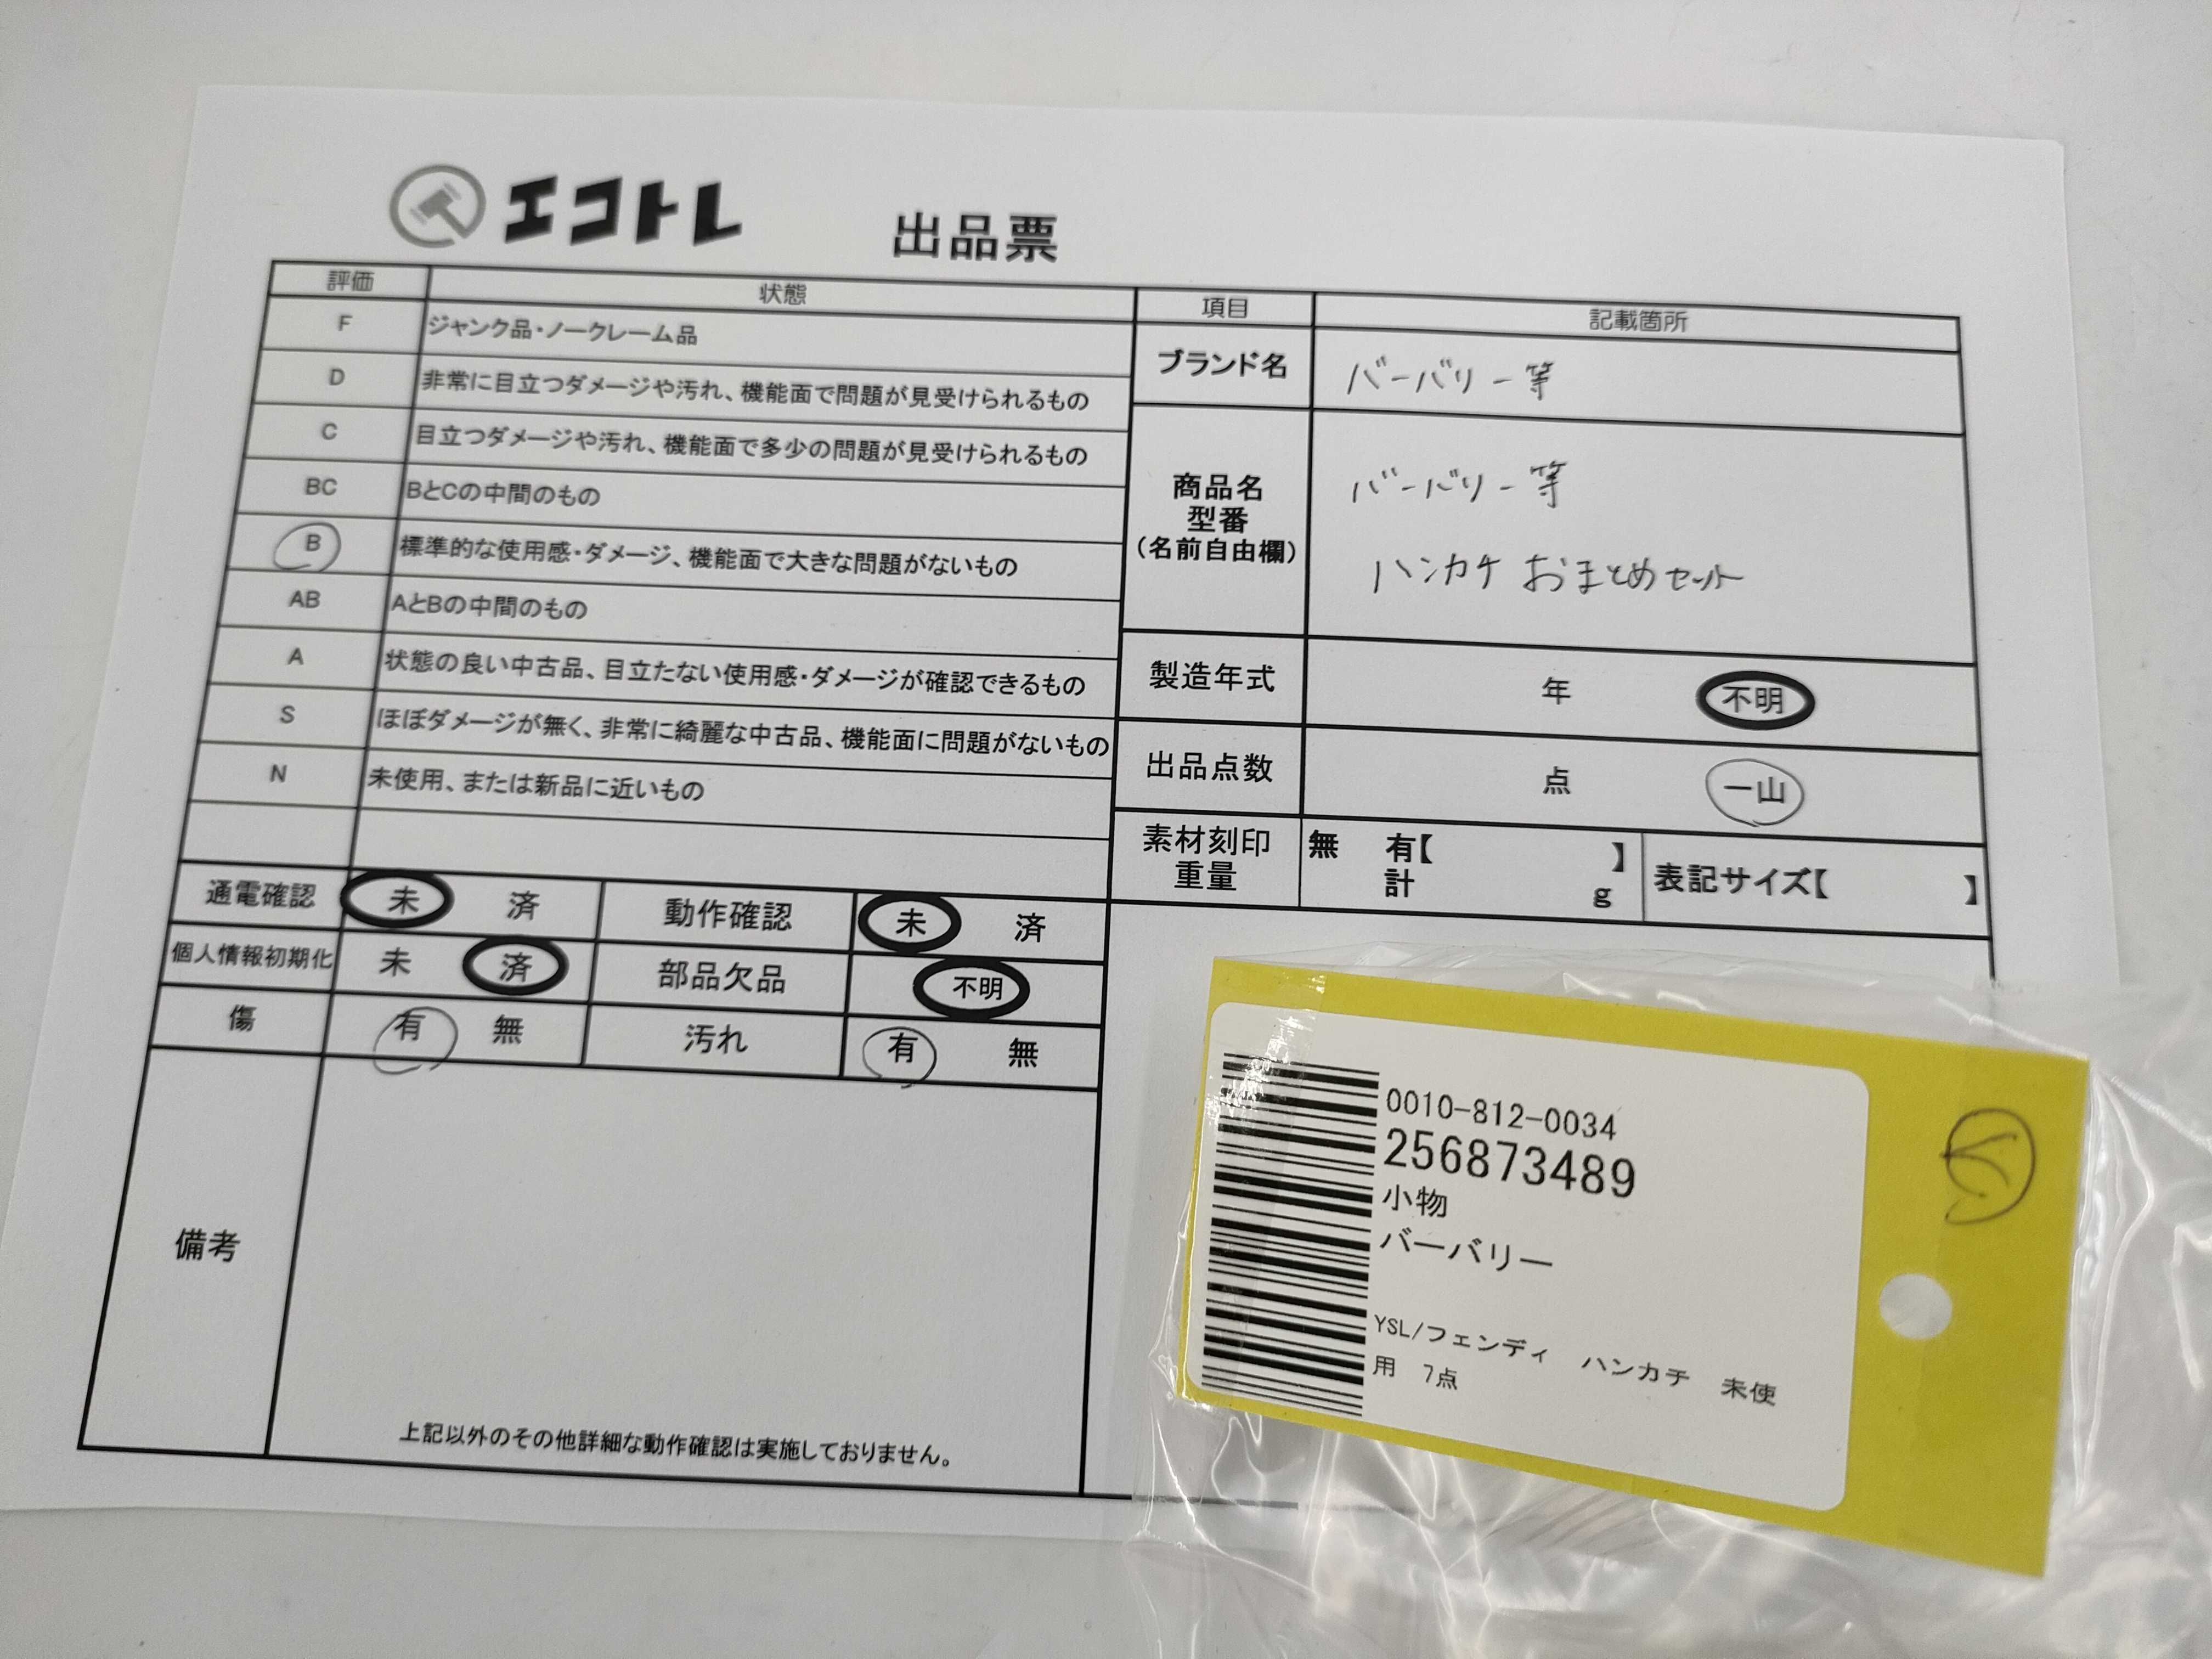 エコトレ
出品票
評価 状態
F ジャンク品・ノークレーム品
D 非常に目立つダメージや汚れ、機能面で問題が見受けられるもの
C 目立つダメージや汚れ、機能面で多少の問題が見受けられるもの
BC BとCの中間のもの
B 標準的な使用感・ダメージ、機能面で大きな問題がないもの
AB AとBの中間のもの
A 状態の良い中古品、目立たない使用感・ダメージが確認できるもの
S ほぼダメージが無く、非常に綺麗な中古品、機能面に問題がないもの
N 未使用、または新品に近いもの
通電確認 未 済 動作確認 未 済
個人情報初期化 未 済 部品欠品 不明
傷 有 無 汚れ 有 無
備考
上記以外のその他詳細な動作確認は実施しておりません。
項目 記載箇所
ブランド名 バーバリー等
商品名
型番
(名前自由欄)
バーバリー等
ハンカチ おまとめセット
製造年式 年 不明
出品点数 点 一山
素材刻印
重量
無 有【 】
計 g
表記サイズ【 】
0010-812-0034
256873489
小物
バーバリー
YSL/フェンディ ハンカチ 未使
用 7点